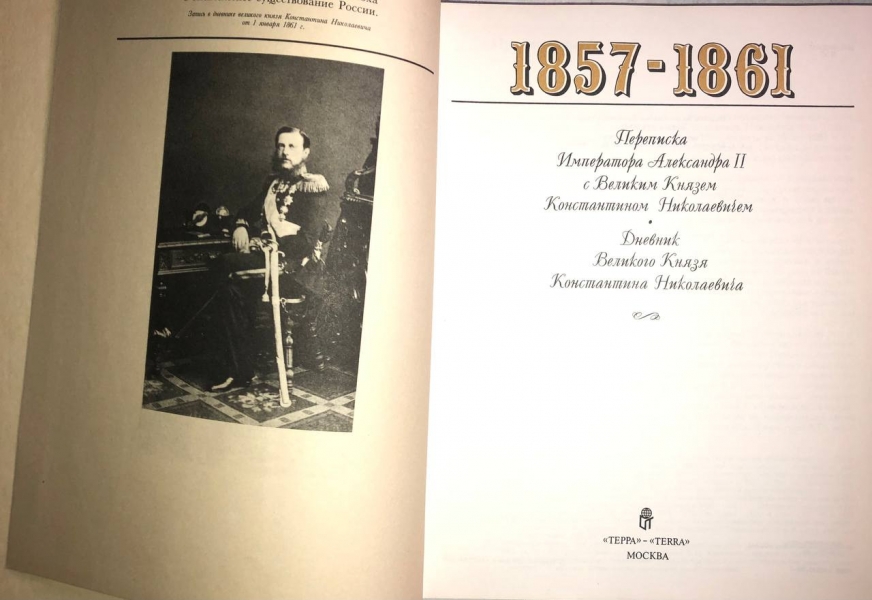 ствование России.
Запись в дневнике великого князя Константина Николаевича
от 1 января 1861 г.
1857-1861
Переписка
Императора Александра II
с Великим Князем
Константином Николаевичем
•
Дневник
Великого Князя
Константина Николаевича
«ТЕРРА» – «TERRA»
МОСКВА